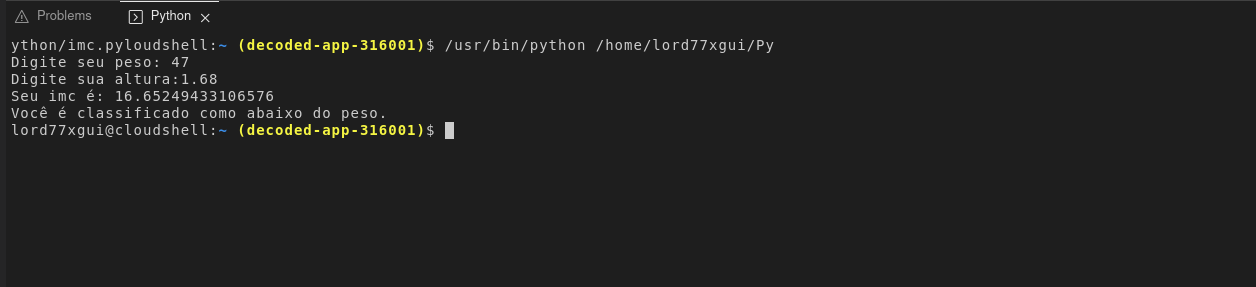 Problems
Python
ython/imc.pyloudshell:~ (decoded-app-316001)$ /usr/bin/python /home/lord77xgui/Py
Digite seu peso: 47
Digite sua altura:1.68
Seu imc é: 16.65249433106576
Você é classificado como abaixo do peso.
lord77xgui@cloudshell:~ (decoded-app-316001)$